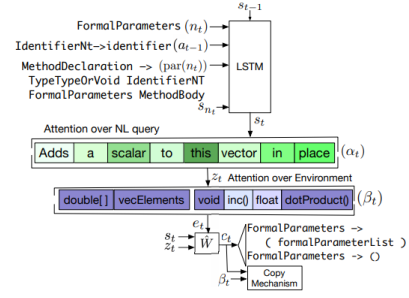 s_{t-1}
FormalParameters (n_t)
IdentifierNt->identifier(a_{t-1})
LSTM
MethodDeclaration -> (par(n_t))
TypeTypeOrVoid IdentifierNT
FormalParameters MethodBody
s_{n_t}
s_t
Attention over NL query
Adds a scalar to this vector in place (α_t)
z_t Attention over Environment
double[ ] vecElements void inc() float dotProduct() (β_t)
e_t
s_t
z_t
Ŵ
c_t
FormalParameters ->
( formalParameterList )
FormalParameters -> ()
β_t
Copy
Mechanism